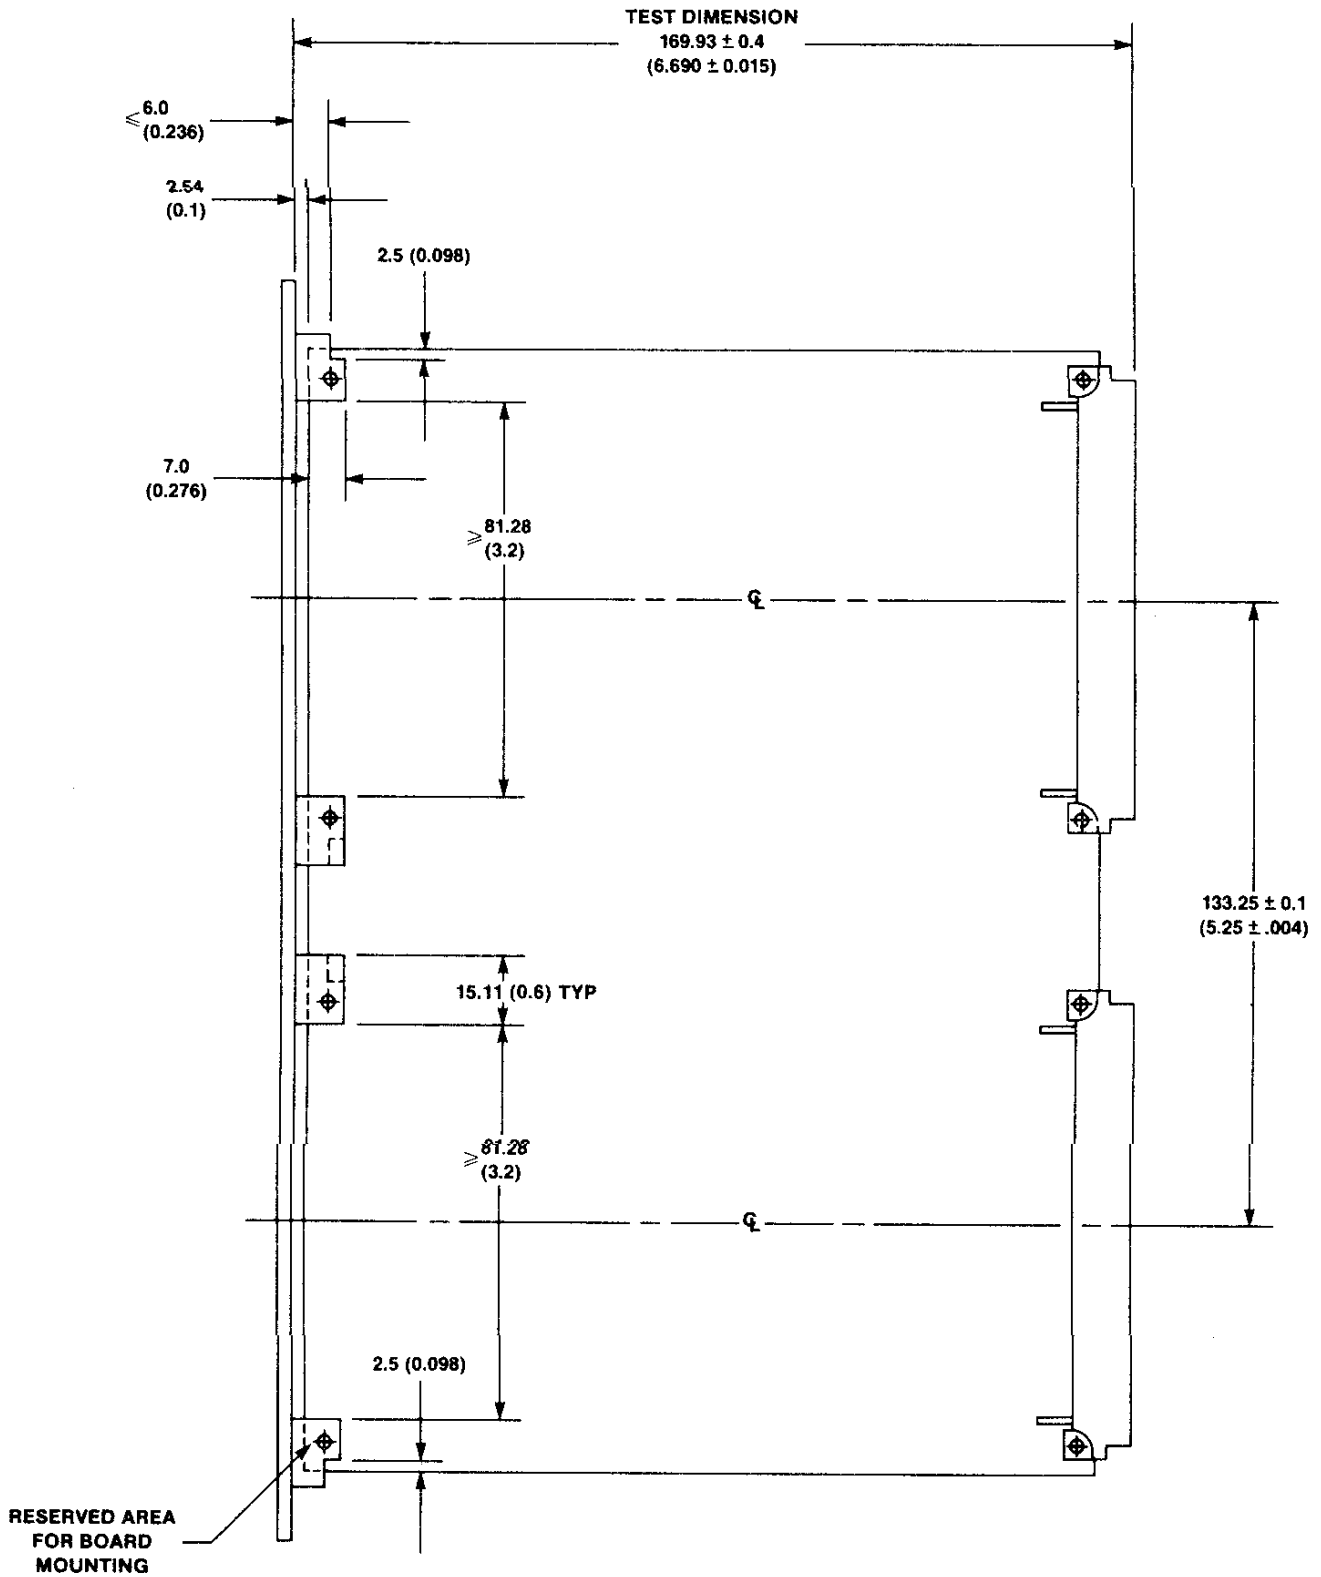 TEST DIMENSION
169.93 ± 0.4
(6.690 ± 0.015)
≤ 6.0
(0.236)
2.54
(0.1)
2.5 (0.098)
7.0
(0.276)
≥ 81.28
(3.2)
℄
133.25 ± 0.1
(5.25 ± .004)
15.11 (0.6) TYP
≥ 81.28
(3.2)
℄
2.5 (0.098)
RESERVED AREA
FOR BOARD
MOUNTING